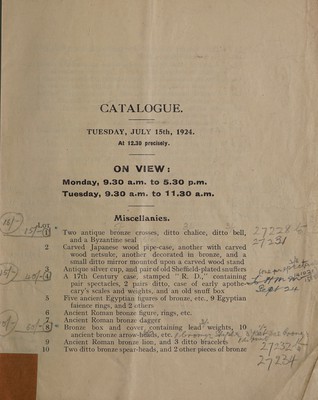 CATALOGUE.
TUESDAY, JULY 15th, 1924.
At 12.30 precisely.
ON VIEW:
Monday, 9.30 a.m. to 5.30 p.m.
Tuesday, 9.30 a.m. to 11.30 a.m.
Miscellanies.
15/- 1 Two antique bronze crosses, ditto chalice, ditto bell, 27228
and a Byzantine seal 27231
2 Carved Japanese wood pipe-case, another with carved
wood netsuke, another decorated in bronze, and a
small ditto mirror mounted upon a carved wood stand
3 Antique silver cup, and pair of old Sheffield-plated snuffers
4 A 17th Century case, stamped "R. D.," containing
pair spectacles, 2 pairs ditto, case of early apothe-
cary's scales and weights, and an old snuff box
5 Five ancient Egyptian figures of bronze, etc., 9 Egyptian
faience rings, and 2 others
6 Ancient Roman bronze figure, rings, etc.
7 Ancient Roman bronze dagger
8 Bronze box and cover containing lead weights, 10
ancient bronze arrow-heads, etc.
9 Ancient Roman bronze lion, and 3 ditto bracelets 27232
10 Two ditto bronze spear-heads, and 2 other pieces of bronze 27234